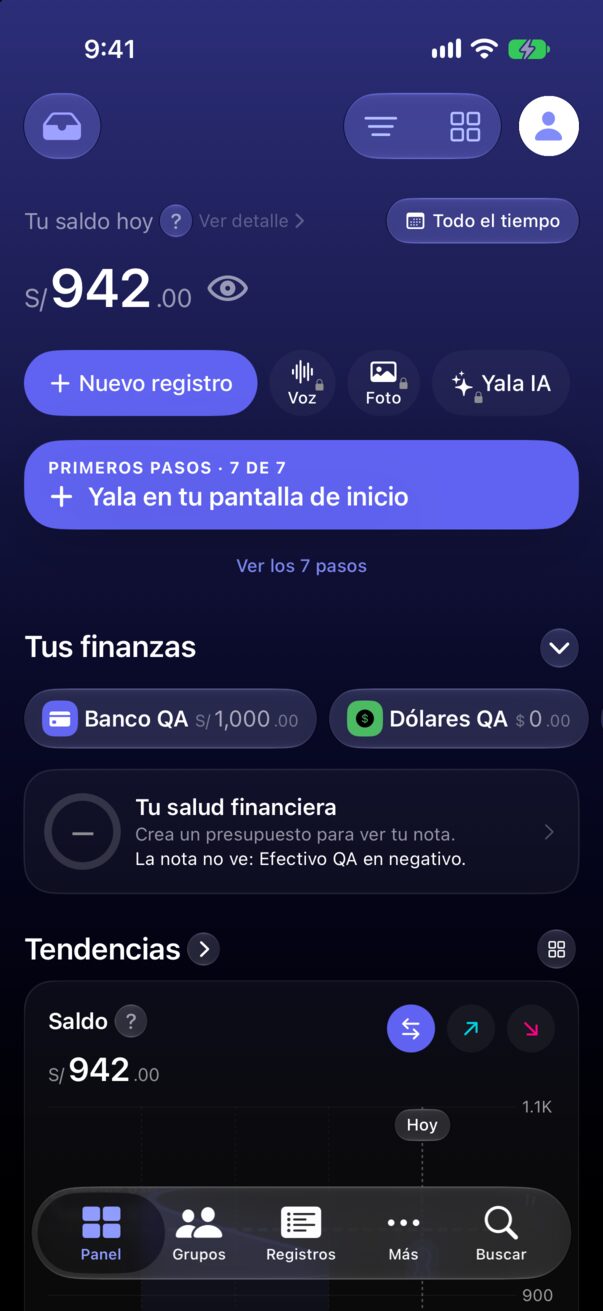 9:41
Tu saldo hoy ? Ver detalle
Todo el tiempo
S/942.00
+ Nuevo registro
Voz
Foto
Yala IA
PRIMEROS PASOS · 7 DE 7
+ Yala en tu pantalla de inicio
Ver los 7 pasos
Tus finanzas
Banco QA S/1,000.00
Dólares QA $0.00
Tu salud financiera
Crea un presupuesto para ver tu nota.
La nota no ve: Efectivo QA en negativo.
Tendencias
Saldo ?
S/942.00
1.1K
Hoy
Panel
Grupos
Registros
Más
Buscar
900